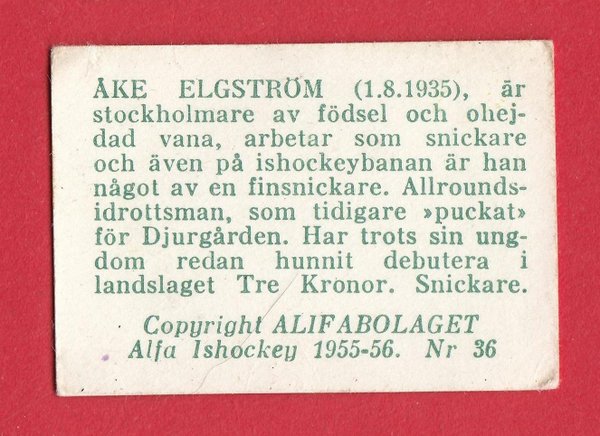 ÅKE ELGSTRÖM (1.8.1935), är
stockholmare av födsel och ohej-
dad vana, arbetar som snickare
och även på ishockeybanan är han
något av en finsnickare. Allrounds-
idrottsman, som tidigare »puckat»
för Djurgården. Har trots sin ung-
dom redan hunnit debutera i
landslaget Tre Kronor. Snickare.
Copyright ALIFABOLAGET
Alfa Ishockey 1955-56. Nr 36